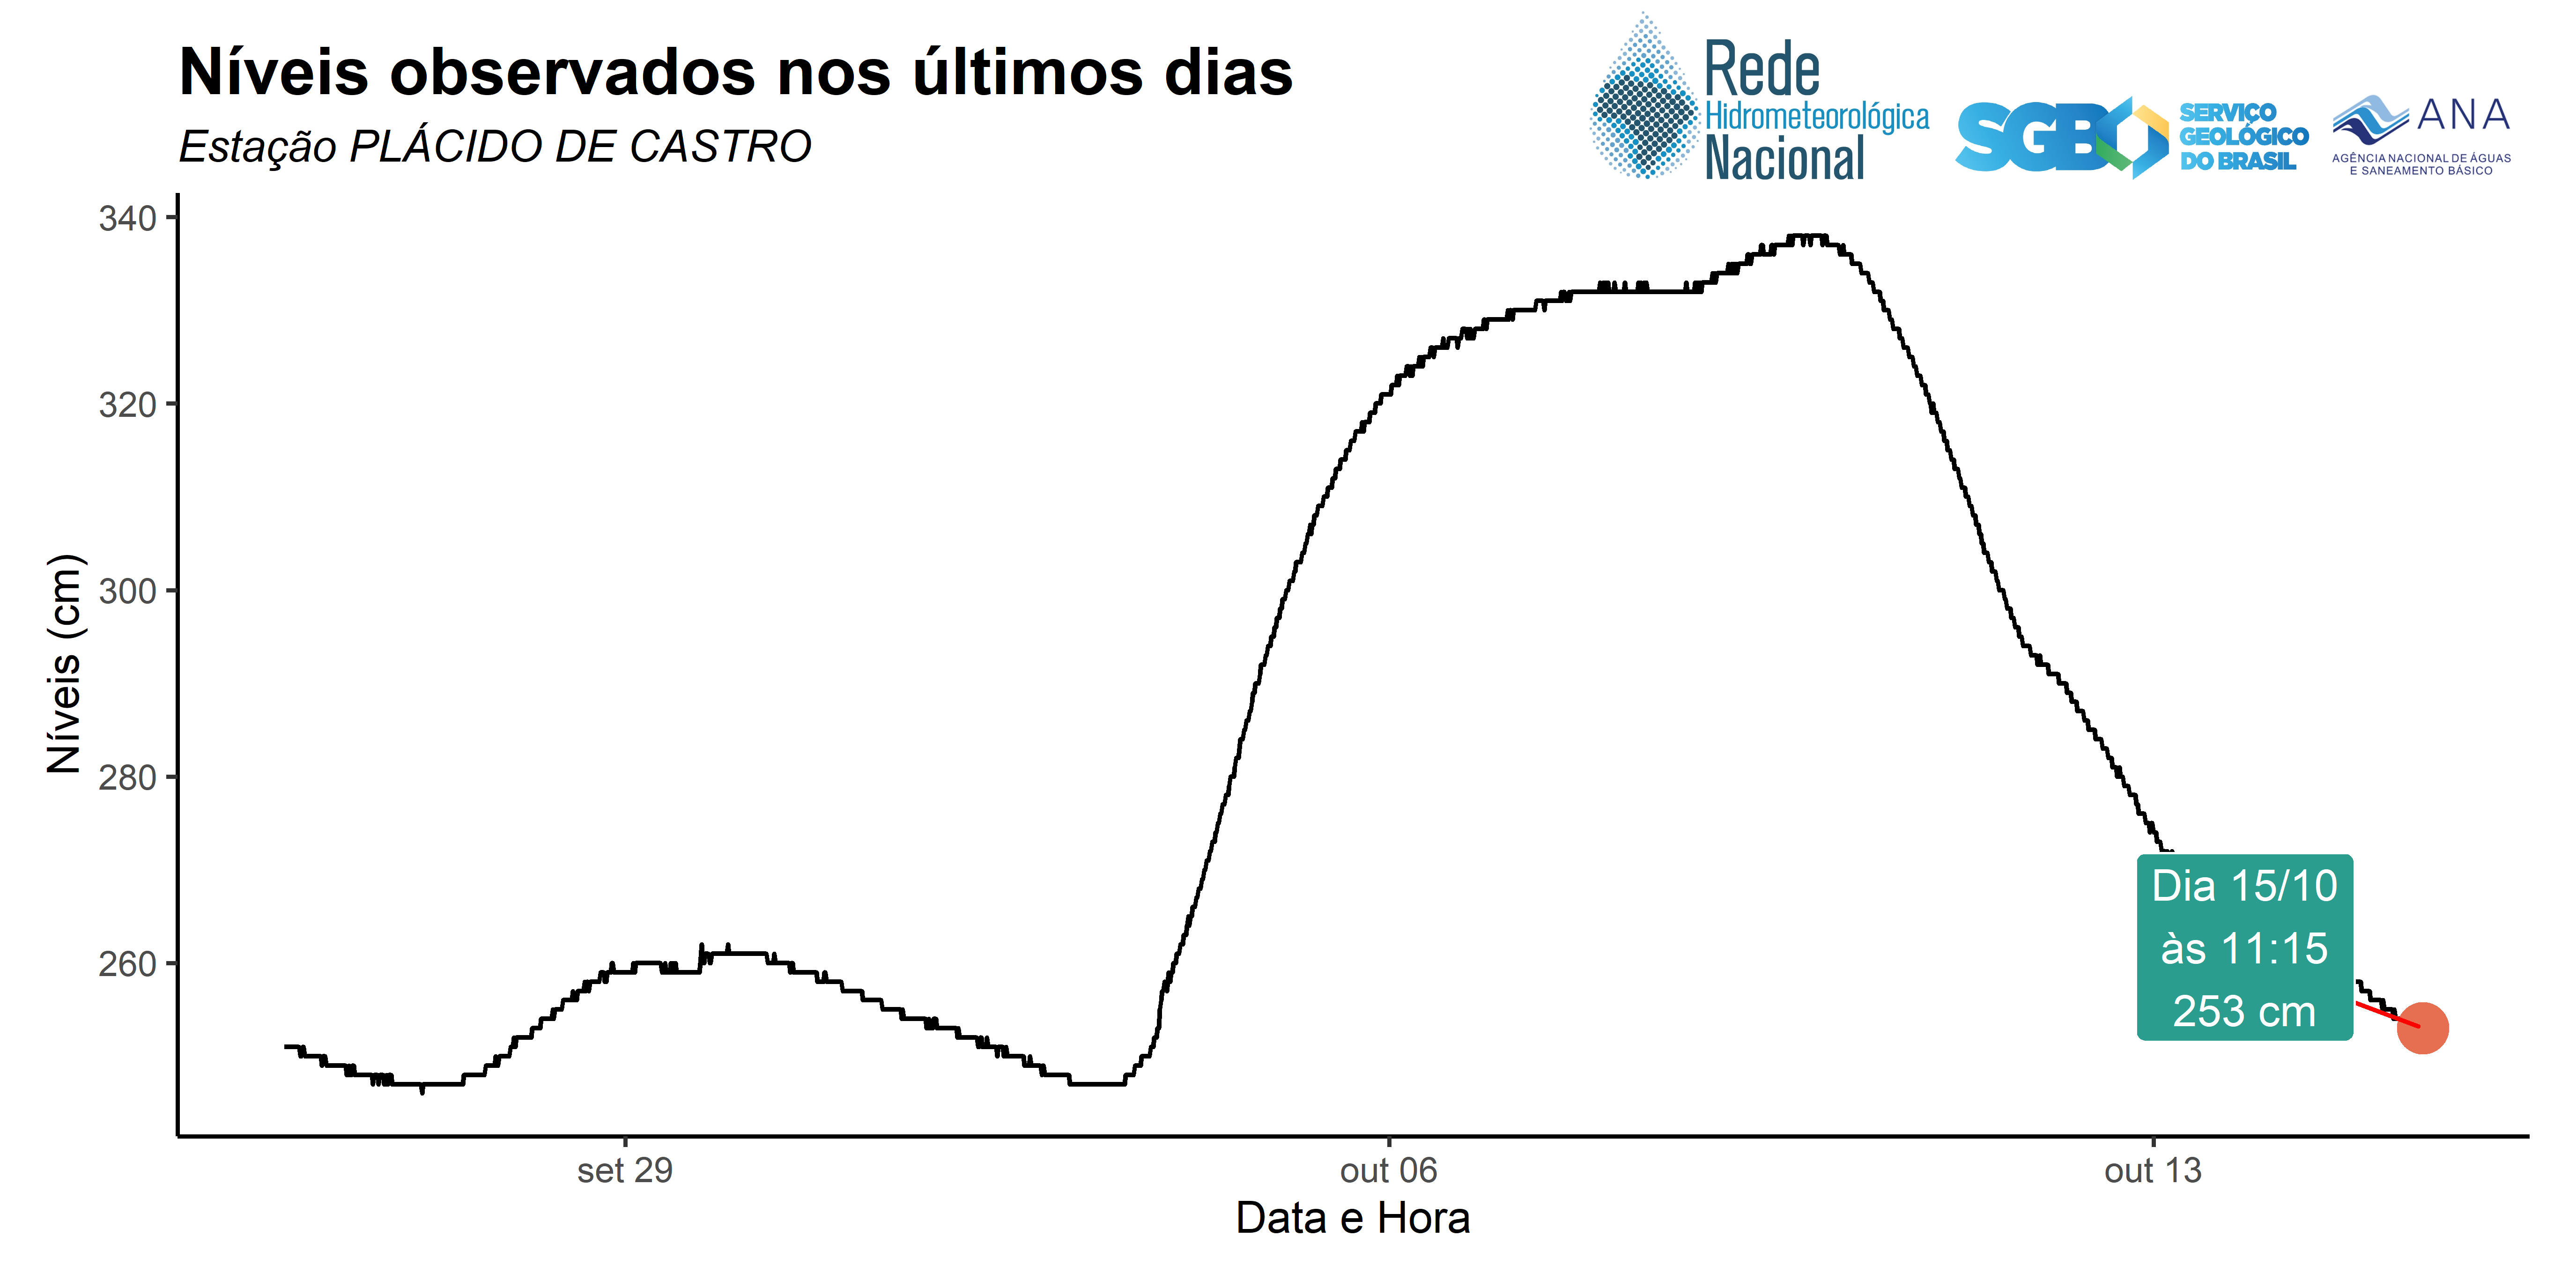 Níveis observados nos últimos dias
Estação PLÁCIDO DE CASTRO
Rede
Hidrometeorológica
Nacional
SGB
SERVIÇO
GEOLÓGICO
DO BRASIL
ANA
AGÊNCIA NACIONAL DE ÁGUAS
E SANEAMENTO BÁSICO
Níveis (cm)
340
320
300
280
260
Dia 15/10
às 11:15
253 cm
set 29
out 06
out 13
Data e Hora